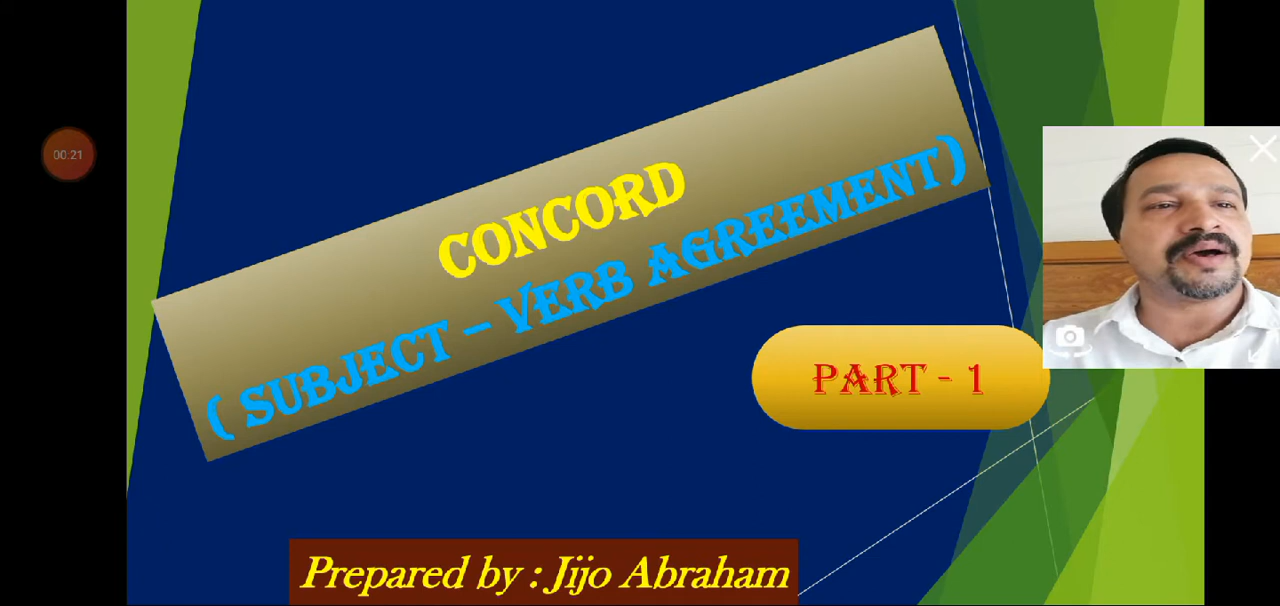 00:21
CONCORD
( SUBJECT – VERB AGREEMENT)
PART - 1
Prepared by : Jijo Abraham